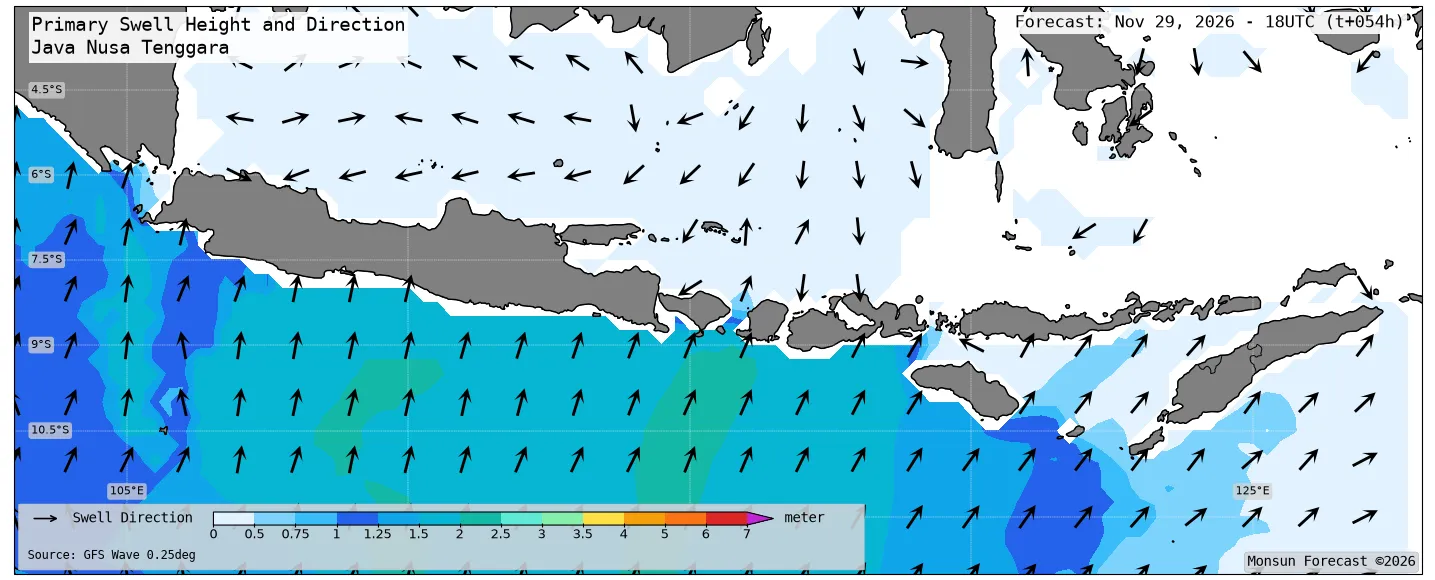 Primary Swell Height and Direction
Java Nusa Tenggara
Forecast: Nov 29, 2026 - 18UTC (t+054h)
4.5°S
6°S
7.5°S
9°S
10.5°S
105°E
125°E
Swell Direction
0 0.5 0.75 1 1.25 1.5 2 2.5 3 3.5 4 5 6 7
meter
Source: GFS Wave 0.25deg
Monsun Forecast ©2026